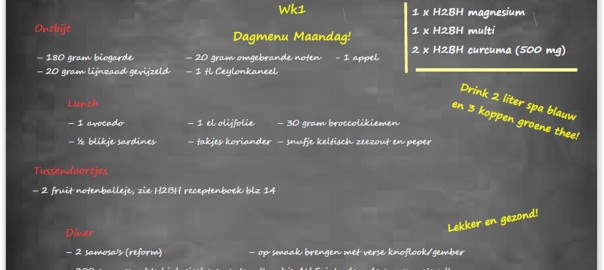 Wk1
Dagmenu Maandag!
1 x H2BH magnesium
1 x H2BH multi
2 x H2BH curcuma (500 mg)
Drink 2 liter spa blauw
en 3 koppen groene thee!
Ontbijt
– 180 gram biogarde – 20 gram ongebrande noten - 1 appel
– 20 gram lijnzaad gevijzeld – 1 tl Ceylonkaneel
Lunch
– 1 avocado – 1 el olijfolie – 30 gram broccolikiemen
– ½ blikje sardines – takjes koriander – snufje keltisch zeezout en peper
Tussendoortjes
– 2 fruit notenballetje, zie H2BH receptenboek blz 14
Lekker en gezond!
Diner
– 2 samosa's (reform) – op smaak brengen met verse knoflook/gember